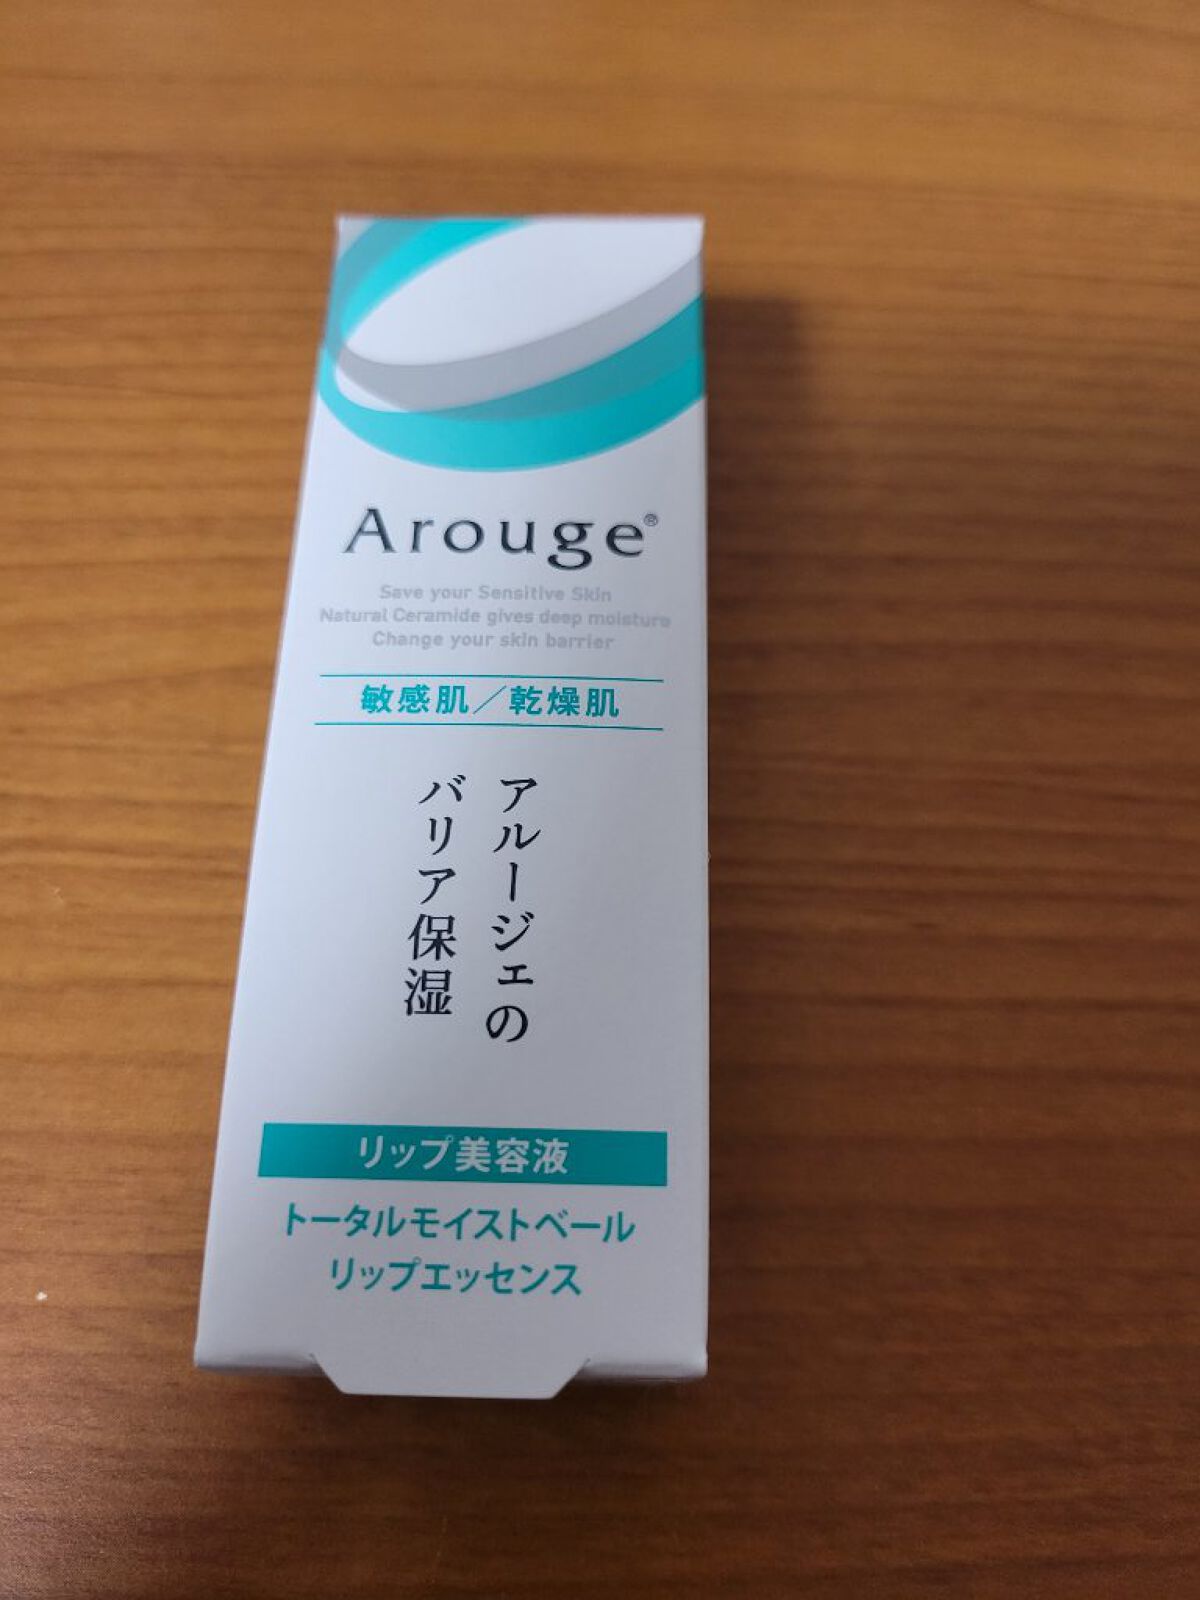 Arouge®
Save your Sensitive Skin
Natural Ceramide gives deep moisture
Change your skin barrier
敏感肌／乾燥肌
アルージェの
バリア保湿
リップ美容液
トータルモイストベール
リップエッセンス